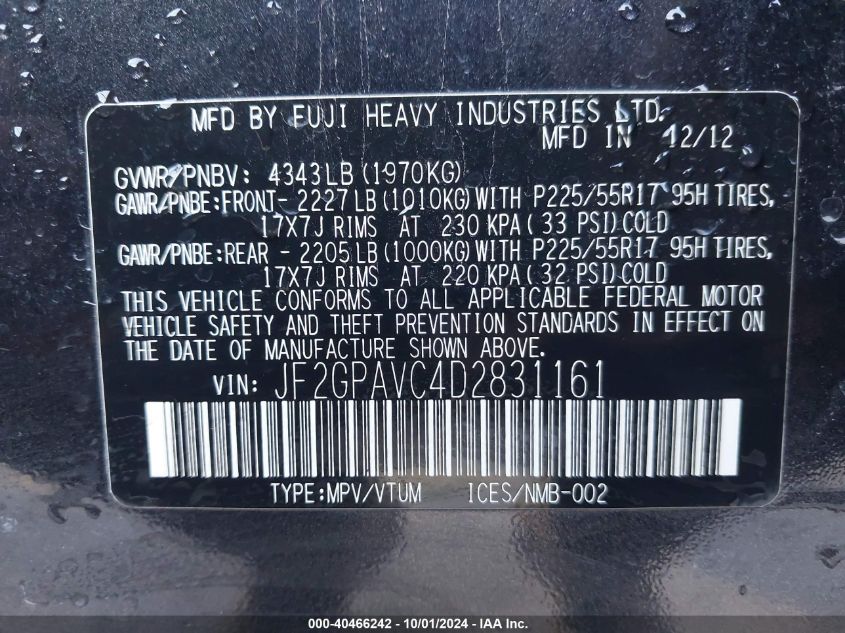 MFD BY FUJI HEAVY INDUSTRIES LTD.
MFD IN 12/12
GVWR/PNBV: 4343LB (1970KG)
GAWR/PNBE:FRONT- 2227LB (1010KG) WITH P225/55R17 95H TIRES,
17X7J RIMS AT 230 KPA (33 PSI) COLD
GAWR/PNBE:REAR - 2205LB (1000KG) WITH P225/55R17 95H TIRES,
17X7J RIMS AT 220 KPA (32 PSI) COLD
THIS VEHICLE CONFORMS TO ALL APPLICABLE FEDERAL MOTOR
VEHICLE SAFETY AND THEFT PREVENTION STANDARDS IN EFFECT ON
THE DATE OF MANUFACTURE SHOWN ABOVE.
VIN: JF2GPAVC4D2831161
TYPE:MPV/VTUM ICES/NMB-002
000-40466242 - 10/01/2024 - IAA Inc.